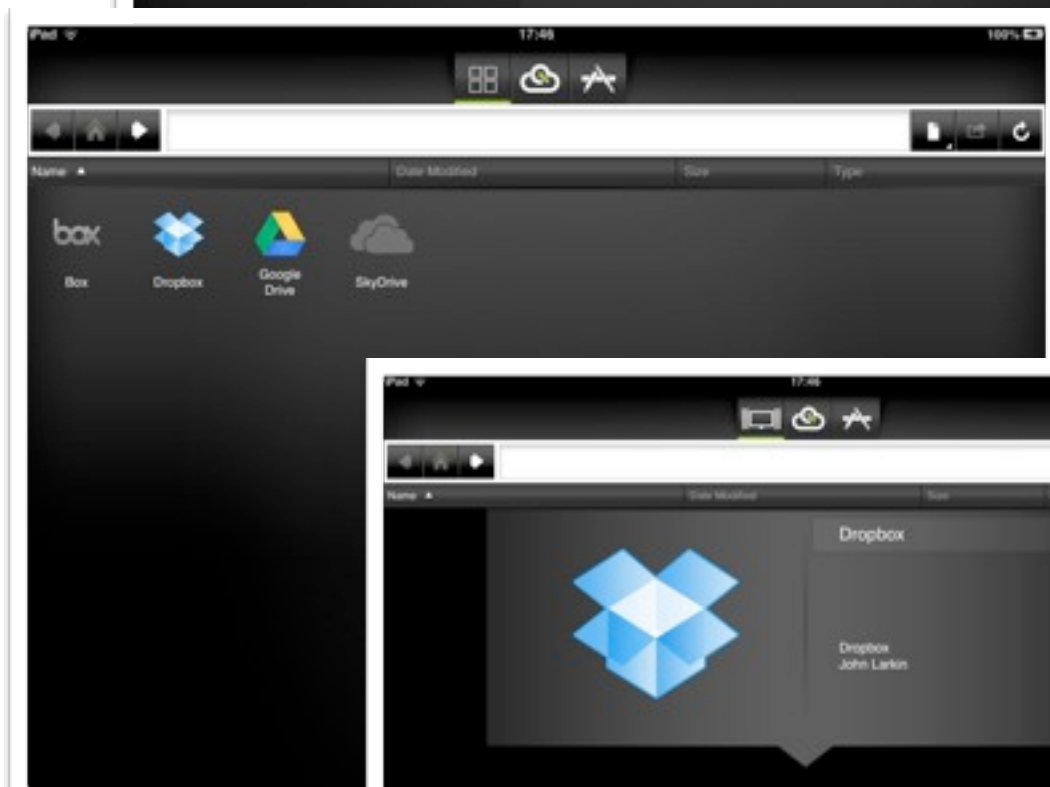 iPad 17:46 100%
Name Date Modified Size Type
box
Box Dropbox Google Drive SkyDrive
iPad 17:46
Name Date Modified Size
Dropbox
Dropbox
John Larkin